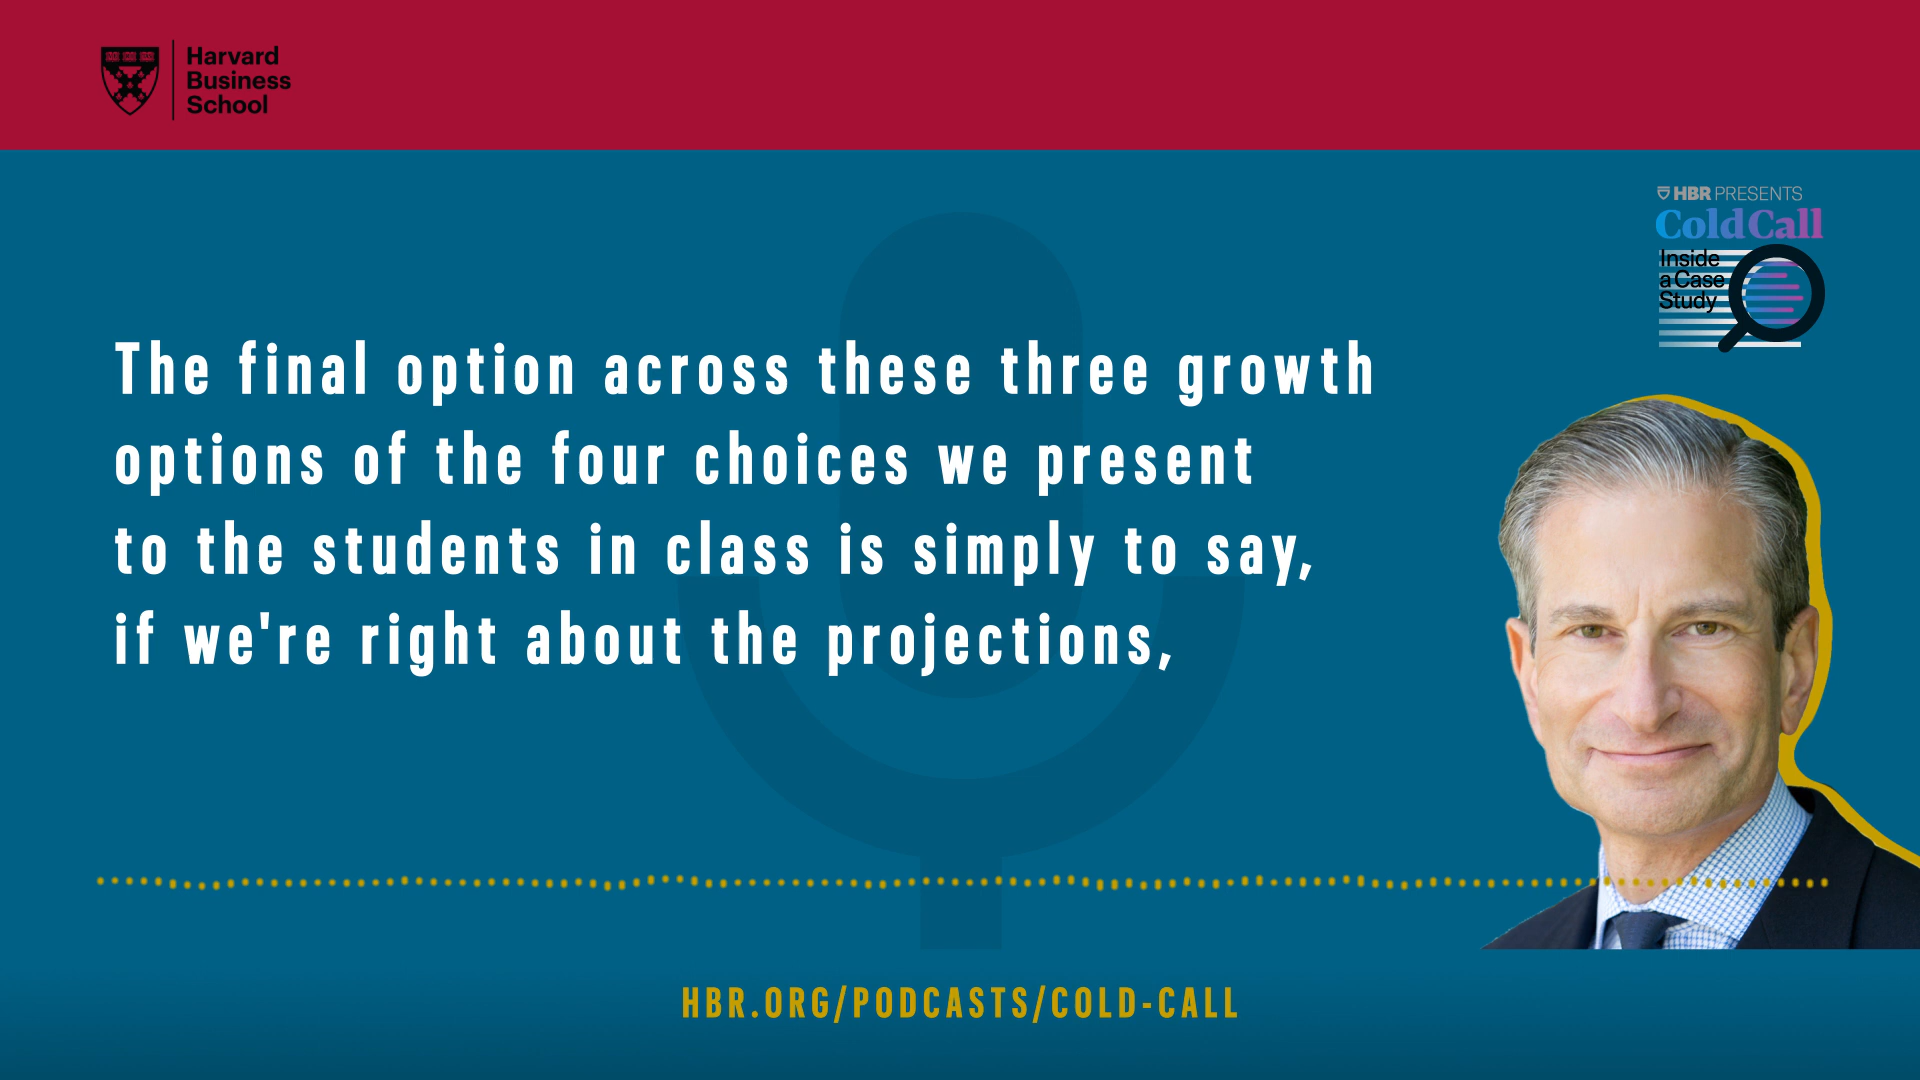 Harvard
Business
School
HBR PRESENTS
Cold Call
Inside
a Case
Study
The final option across these three growth
options of the four choices we present
to the students in class is simply to say,
if we're right about the projections,
HBR.ORG/PODCASTS/COLD-CALL